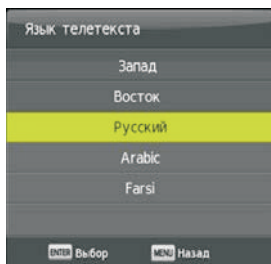 Язык телетекста
Запад
Восток
Русский
Arabic
Farsi
ENTER Выбор MENU Назад